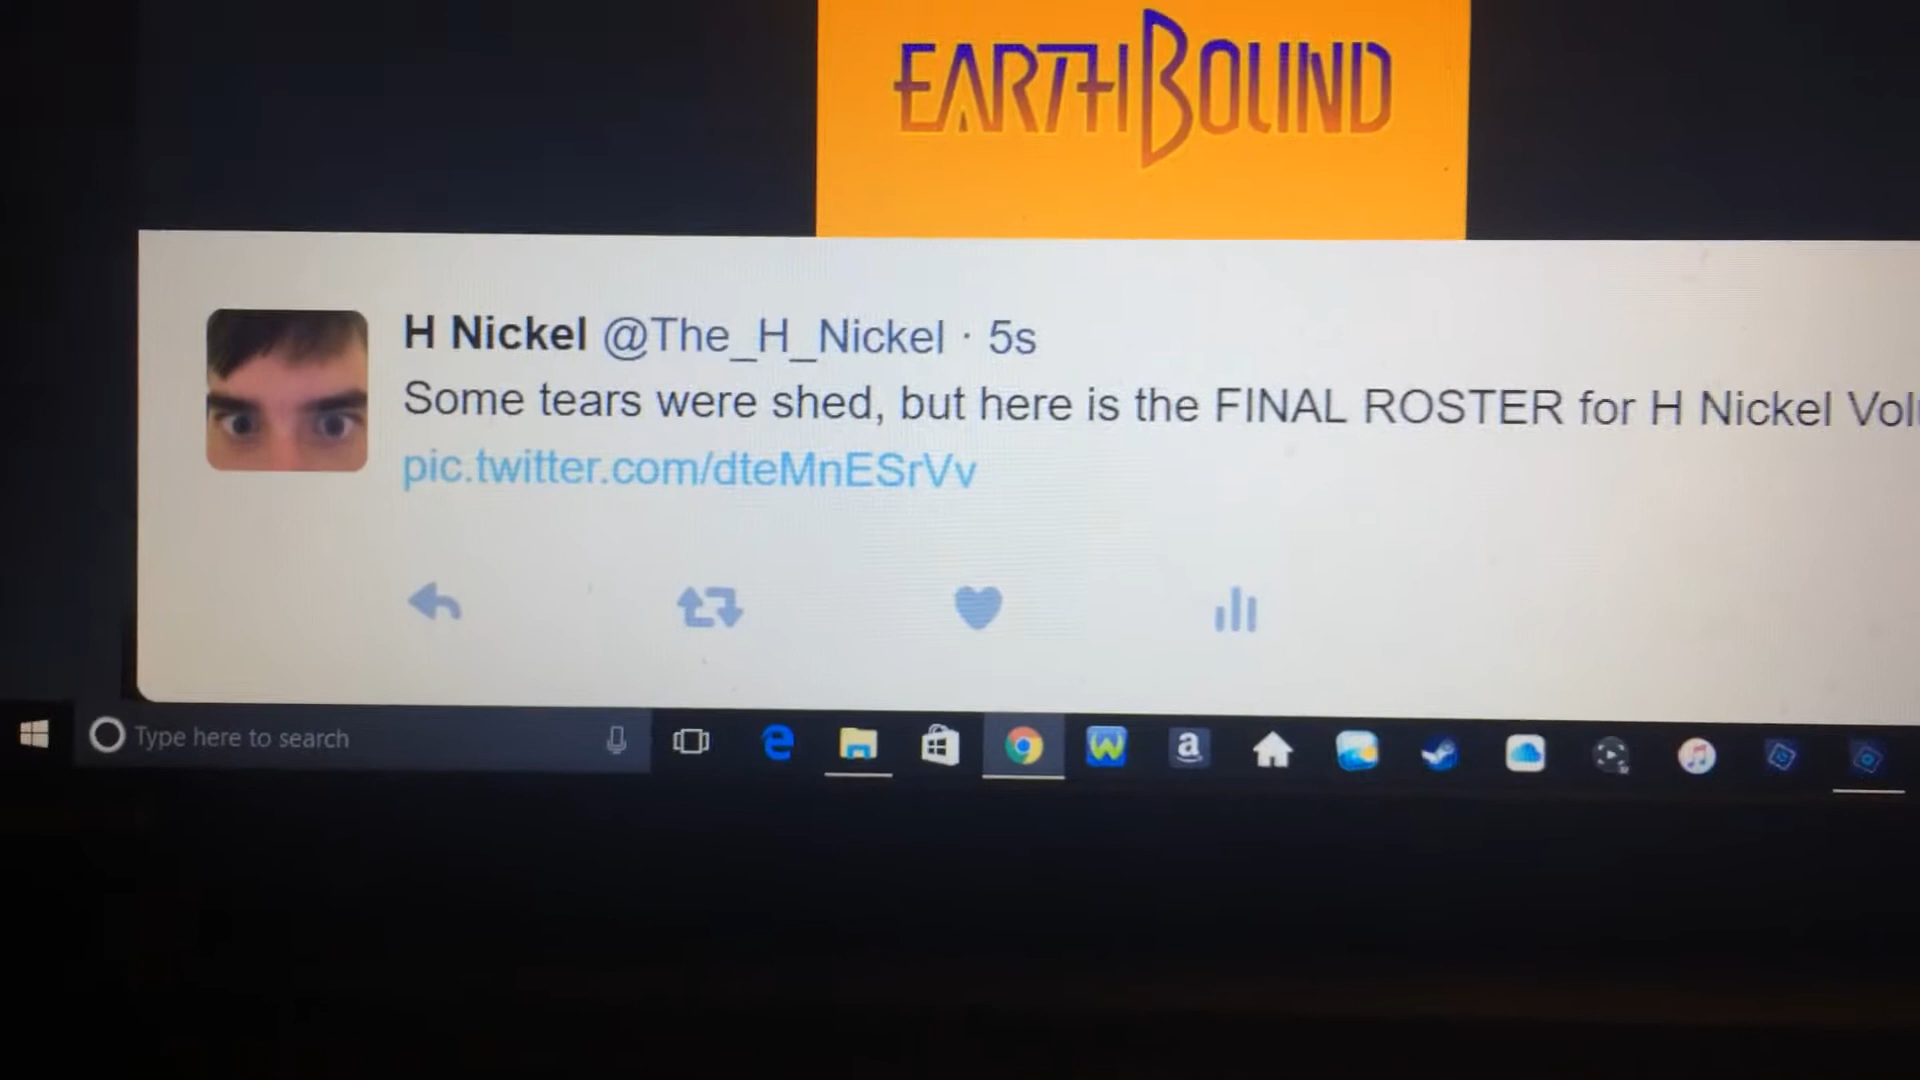 EARTHBOUND
H Nickel @The_H_Nickel · 5s
Some tears were shed, but here is the FINAL ROSTER for H Nickel
pic.twitter.com/dteMnESrVv
Type here to search